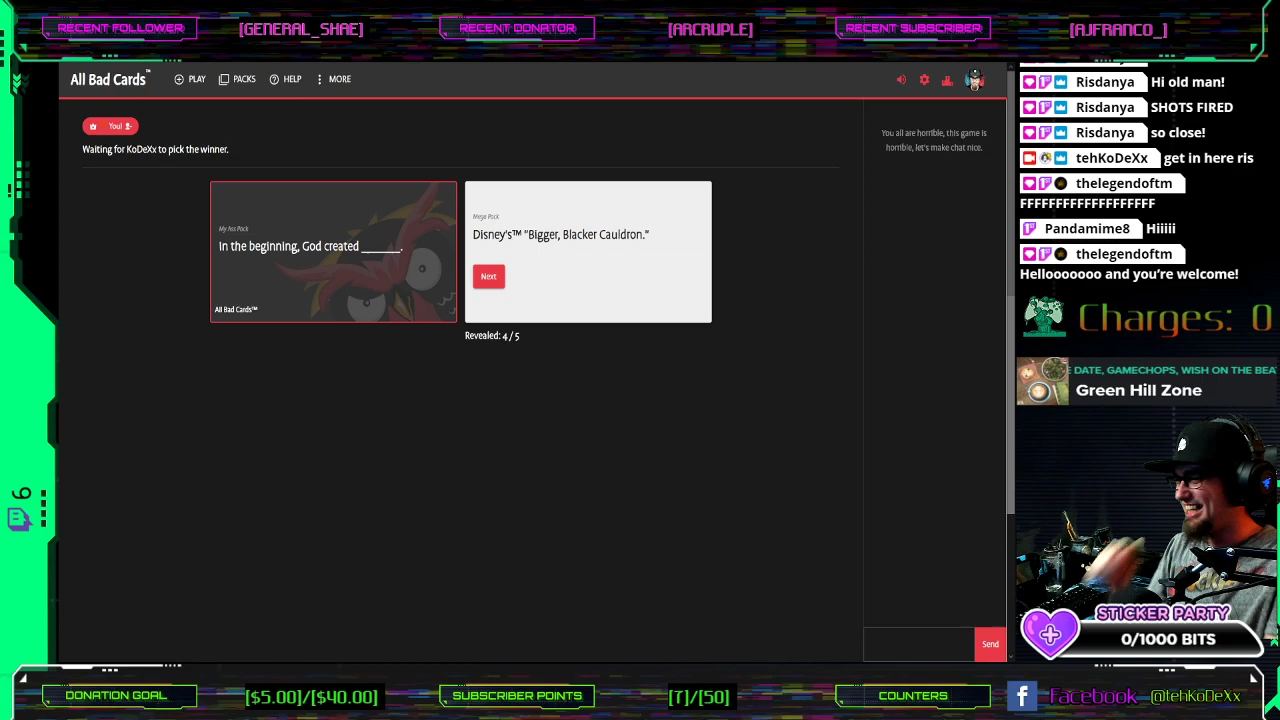 RECENT FOLLOWER
[GENERAL_SHAE]
RECENT DONATOR
[ARCRUPLE]
RECENT SUBSCRIBER
[AJFRANCO_]
All Bad Cards™
PLAY
PACKS
HELP
MORE
You!
Waiting for KoDeXx to pick the winner.
My Ass Pack
In the beginning, God created ______.
All Bad Cards™
Mega Pack
Disney's™ "Bigger, Blacker Cauldron."
Next
Revealed: 4 / 5
You all are horrible, this game is
horrible, let's make chat nice.
Send
Risdanya Hi old man!
Risdanya SHOTS FIRED
Risdanya so close!
tehKoDeXx get in here ris
thelegendoftm
FFFFFFFFFFFFFFFFFFF
Pandamime8 Hiiiii
thelegendoftm
Hellooooooo and you're welcome!
Charges: 0
E DATE, GAMECHOPS, WISH ON THE BEA
Green Hill Zone
6
STICKER PARTY
0/1000 BITS
DONATION GOAL
[$5.00]/[$40.00]
SUBSCRIBER POINTS
[7]/[50]
COUNTERS
Facebook
@tehKoDeXx